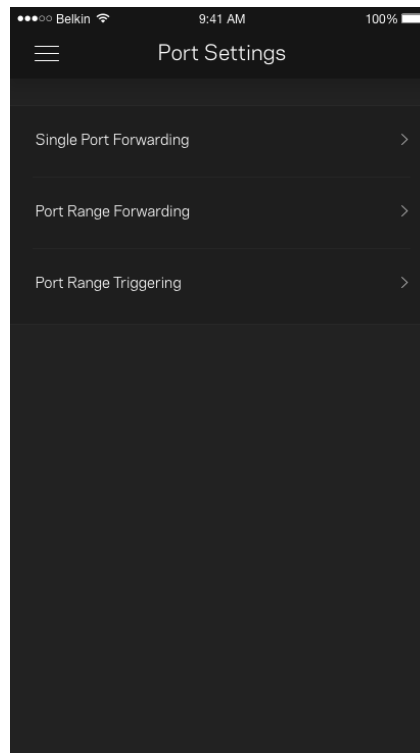 Belkin 9:41 AM 100%
Port Settings
Single Port Forwarding
Port Range Forwarding
Port Range Triggering